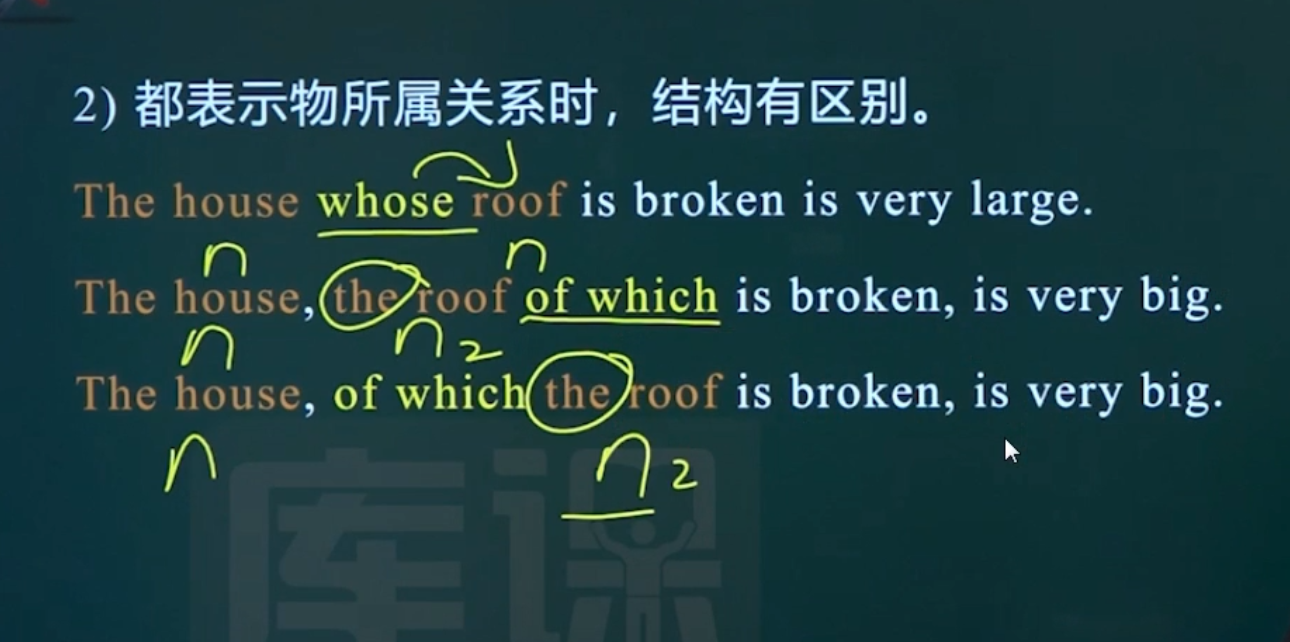 2) 都表示物所属关系时，结构有区别。
The house whose roof is broken is very large.
n n
The house, the roof of which is broken, is very big.
n n2
The house, of which the roof is broken, is very big.
n n2
库课